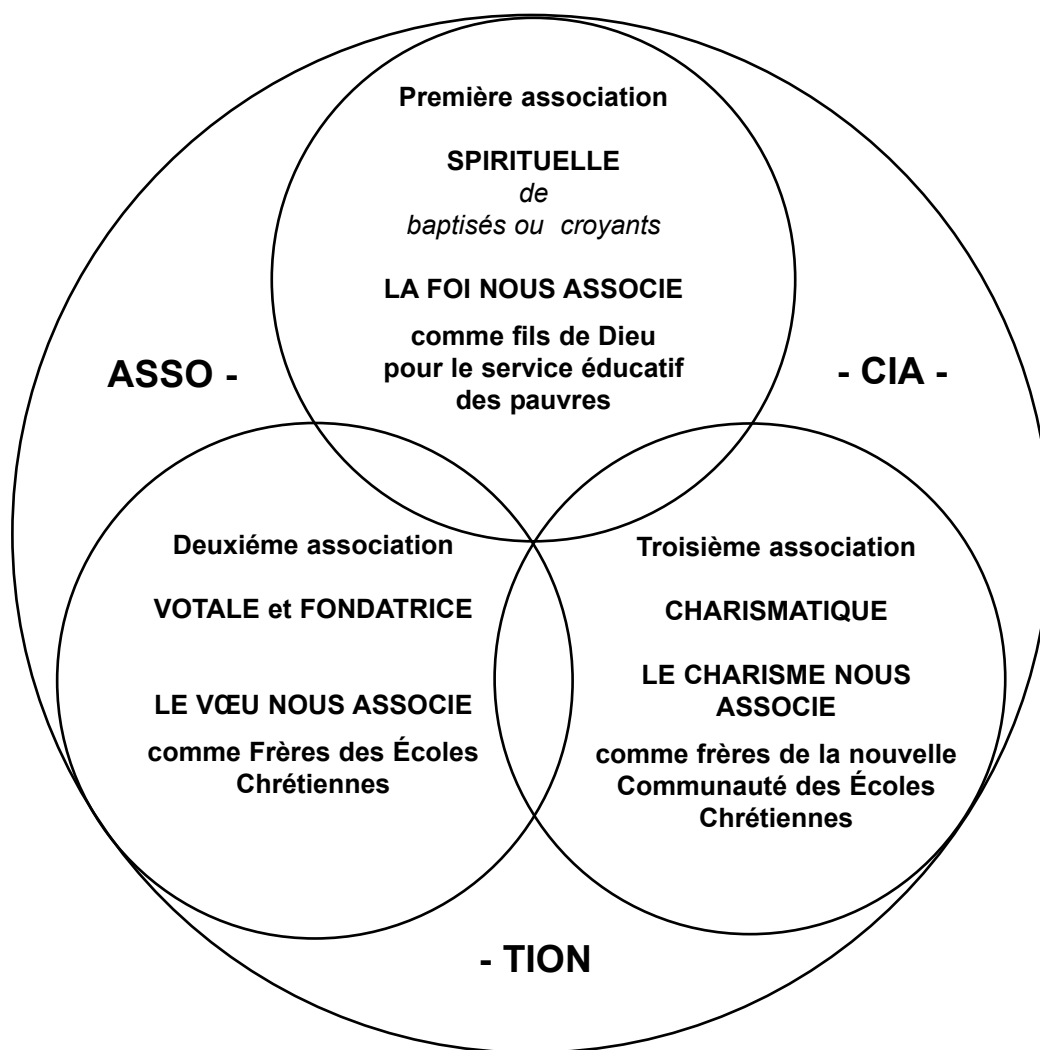 Première association
SPIRITUELLE
de
baptisés ou croyants
LA FOI NOUS ASSOCIE
comme fils de Dieu
pour le service éducatif
des pauvres
ASSO -
- CIA -
Deuxiéme association
VOTALE et FONDATRICE
LE VŒU NOUS ASSOCIE
comme Frères des Écoles
Chrétiennes
Troisième association
CHARISMATIQUE
LE CHARISME NOUS
ASSOCIE
comme frères de la nouvelle
Communauté des Écoles
Chrétiennes
- TION